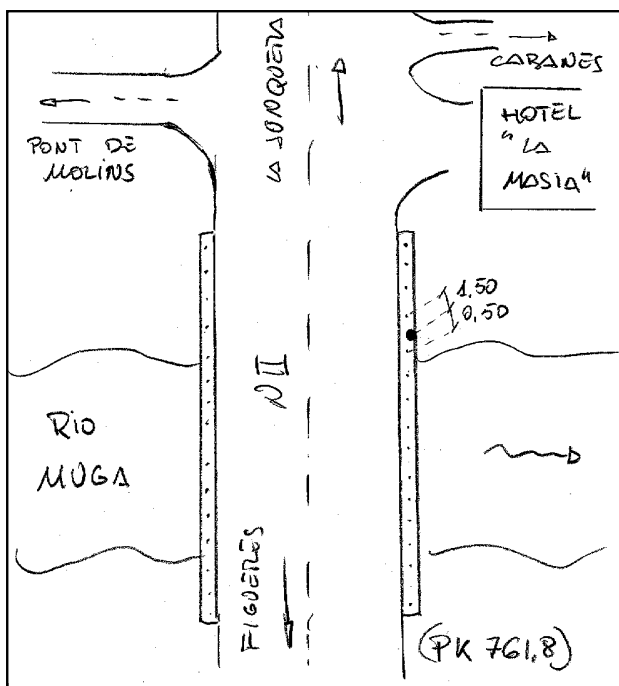 LA JONQUERA
CABANES
PONT DE
MOLINS
HOTEL
"LA
MASIA"
1,50
0,50
N II
RIO
MUGA
FIGUERES
(PK 761,8)